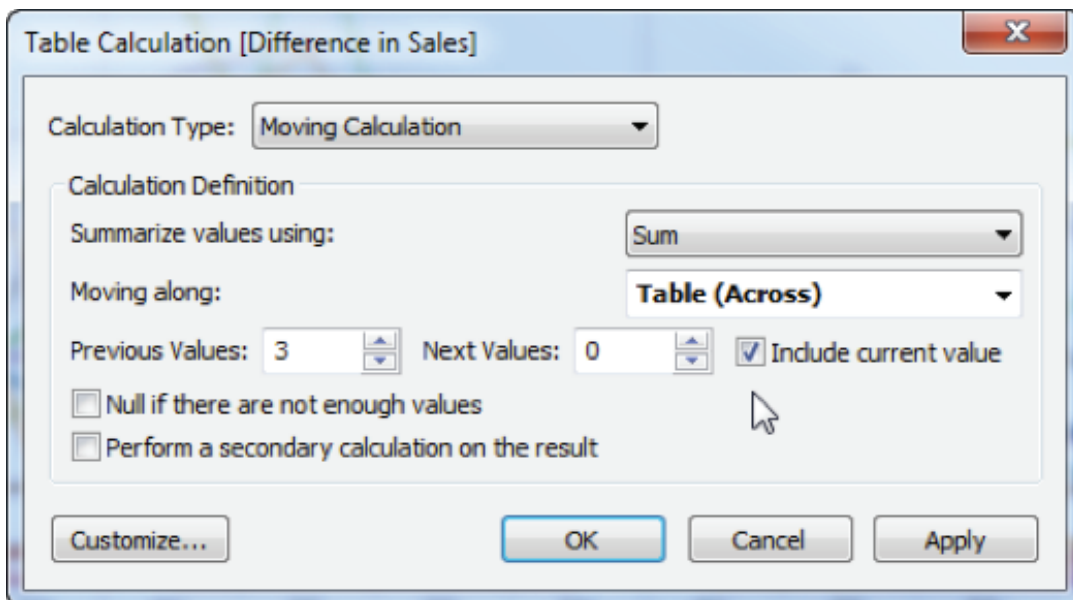 Table Calculation [Difference in Sales]
Calculation Type: Moving Calculation
Calculation Definition
Summarize values using: Sum
Moving along: Table (Across)
Previous Values: 3 Next Values: 0 Include current value
Null if there are not enough values
Perform a secondary calculation on the result
Customize... OK Cancel Apply